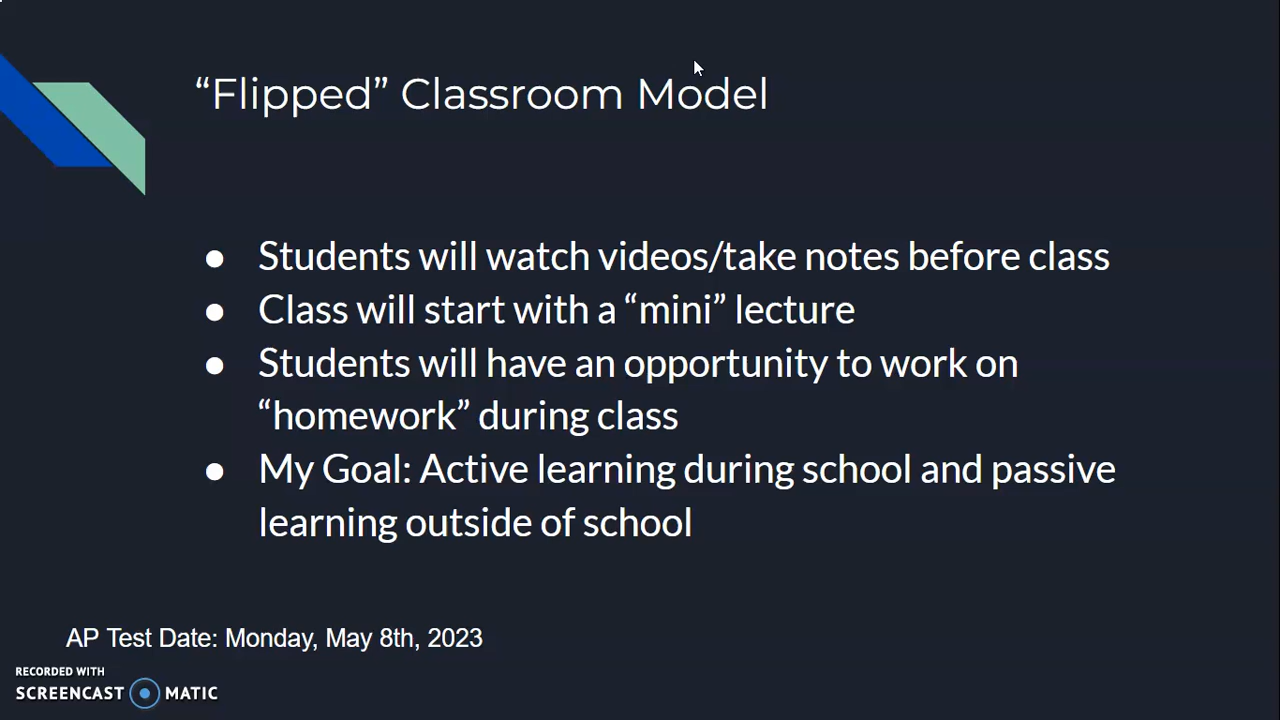 “Flipped” Classroom Model
● Students will watch videos/take notes before class
● Class will start with a “mini” lecture
● Students will have an opportunity to work on
“homework” during class
● My Goal: Active learning during school and passive
learning outside of school
AP Test Date: Monday, May 8th, 2023
RECORDED WITH
SCREENCAST MATIC